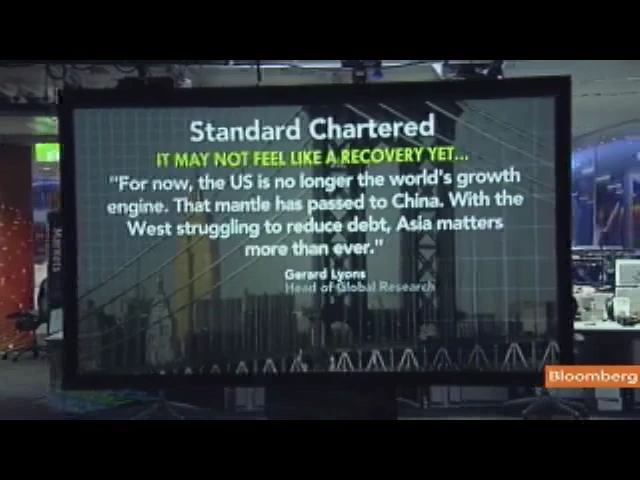 Standard Chartered
IT MAY NOT FEEL LIKE A RECOVERY YET...
"For now, the US is no longer the world's growth
engine. That mantle has passed to China. With the
West struggling to reduce debt, Asia matters
more than ever."
Gerard Lyons
Head of Global Research
Markets
Bloomberg